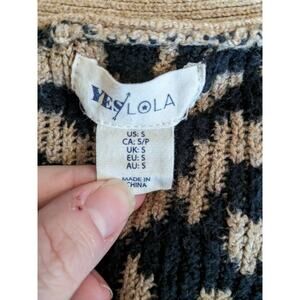 YES/LOLA
US: S
CA: S/P
UK: S
EU: S
AU: S
MADE IN
CHINA